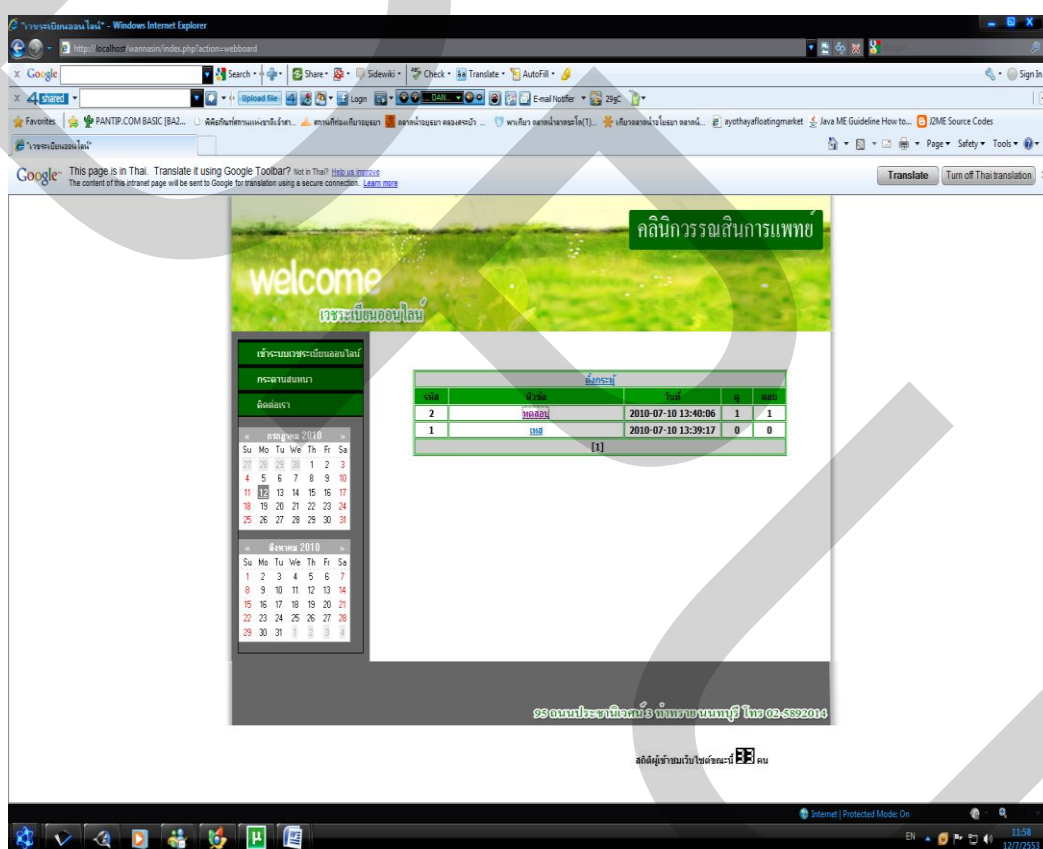 "เวชระเบียนออนไลน์" - Windows Internet Explorer
http://localhost/wannasin/index.php?action=webboard
x Google Search Share Sidewiki Check Translate AutoFill Sign In
x 4shared Upload file Login DAN E-mail Notifier 29°C
Favorites PANTIP.COM BASIC [BA2... ayothayafloatingmarket Java ME Guideline How to... J2ME Source Codes
"เวชระเบียนออนไลน์" Page Safety Tools
Google This page is in Thai. Translate it using Google Toolbar? Not in Thai? Help us improve Translate Turn off Thai translation
The content of this intranet page will be sent to Google for translation using a secure connection. Learn more
คลินิกวรรณสินการแพทย์
welcome
เวชระเบียนออนไลน์
เข้าระบบเวชระเบียนออนไลน์
กระดานสนทนา
ติดต่อเรา
ตั้งกระทู้
รหัส หัวข้อ วันที่ ดู ตอบ
2 ทดสอบ 2010-07-10 13:40:06 1 1
1 เทส 2010-07-10 13:39:17 0 0
[1]
« กรกฎาคม 2010 »
Su Mo Tu We Th Fr Sa
27 28 29 30 1 2 3
4 5 6 7 8 9 10
11 12 13 14 15 16 17
18 19 20 21 22 23 24
25 26 27 28 29 30 31
« สิงหาคม 2010 »
Su Mo Tu We Th Fr Sa
1 2 3 4 5 6 7
8 9 10 11 12 13 14
15 16 17 18 19 20 21
22 23 24 25 26 27 28
29 30 31 1 2 3 4
95 ถนนประชานิเวศน์ 3 ท่าทราย นนทบุรี โทร 02-5892014
สถิติผู้เข้าชมเว็บไซต์ขณะนี้ 33 คน
Internet | Protected Mode: On
EN 11:58
12/7/2553